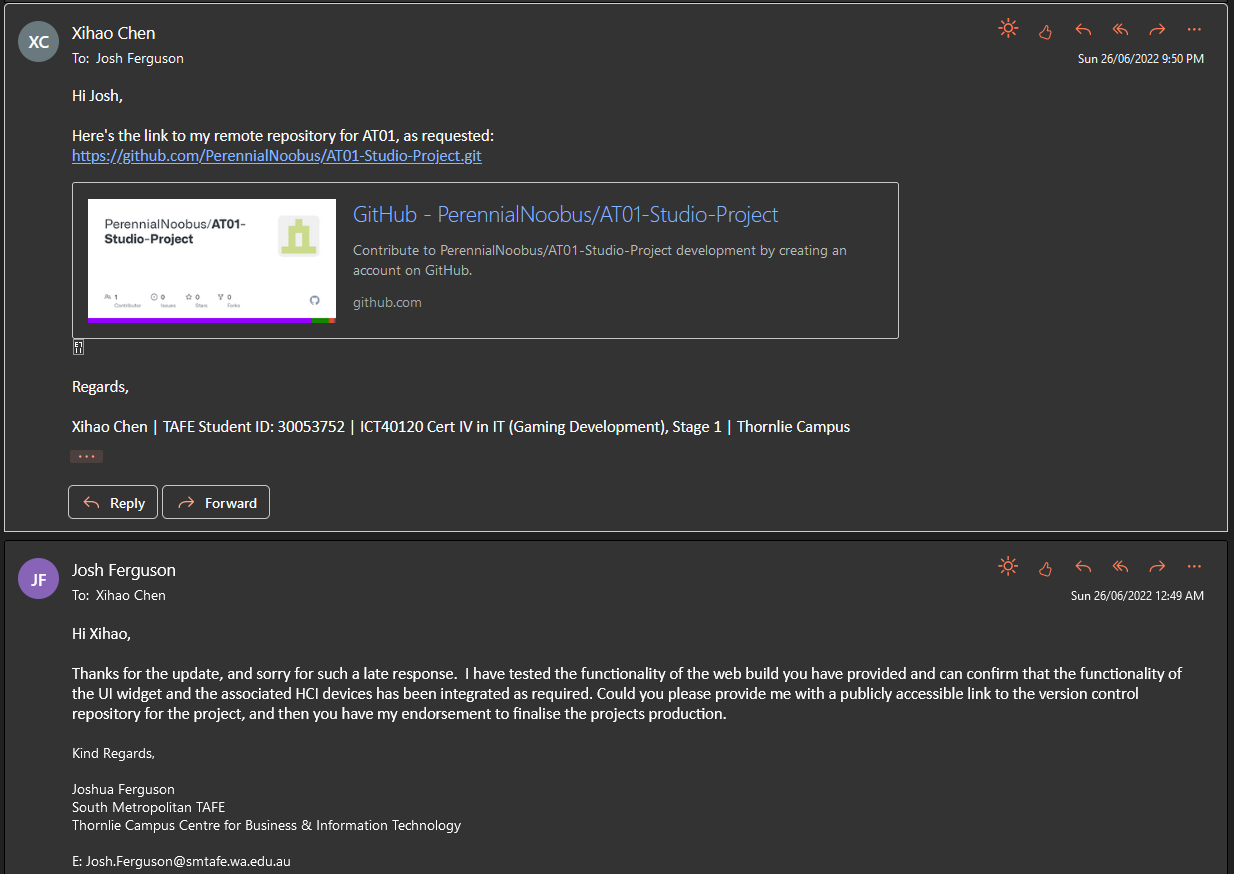 XC
Xihao Chen
To: Josh Ferguson
Sun 26/06/2022 9:50 PM
Hi Josh,
Here's the link to my remote repository for AT01, as requested:
https://github.com/PerennialNoobus/AT01-Studio-Project.git
PerennialNoobus/AT01-
Studio-Project
1
Contributor
0
Issues
0
Stars
0
Forks
GitHub - PerennialNoobus/AT01-Studio-Project
Contribute to PerennialNoobus/AT01-Studio-Project development by creating an
account on GitHub.
github.com
Regards,
Xihao Chen | TAFE Student ID: 30053752 | ICT40120 Cert IV in IT (Gaming Development), Stage 1 | Thornlie Campus
Reply
Forward
JF
Josh Ferguson
To: Xihao Chen
Sun 26/06/2022 12:49 AM
Hi Xihao,
Thanks for the update, and sorry for such a late response.  I have tested the functionality of the web build you have provided and can confirm that the functionality of
the UI widget and the associated HCI devices has been integrated as required. Could you please provide me with a publicly accessible link to the version control
repository for the project, and then you have my endorsement to finalise the projects production.
Kind Regards,
Joshua Ferguson
South Metropolitan TAFE
Thornlie Campus Centre for Business & Information Technology
E: Josh.Ferguson@smtafe.wa.edu.au